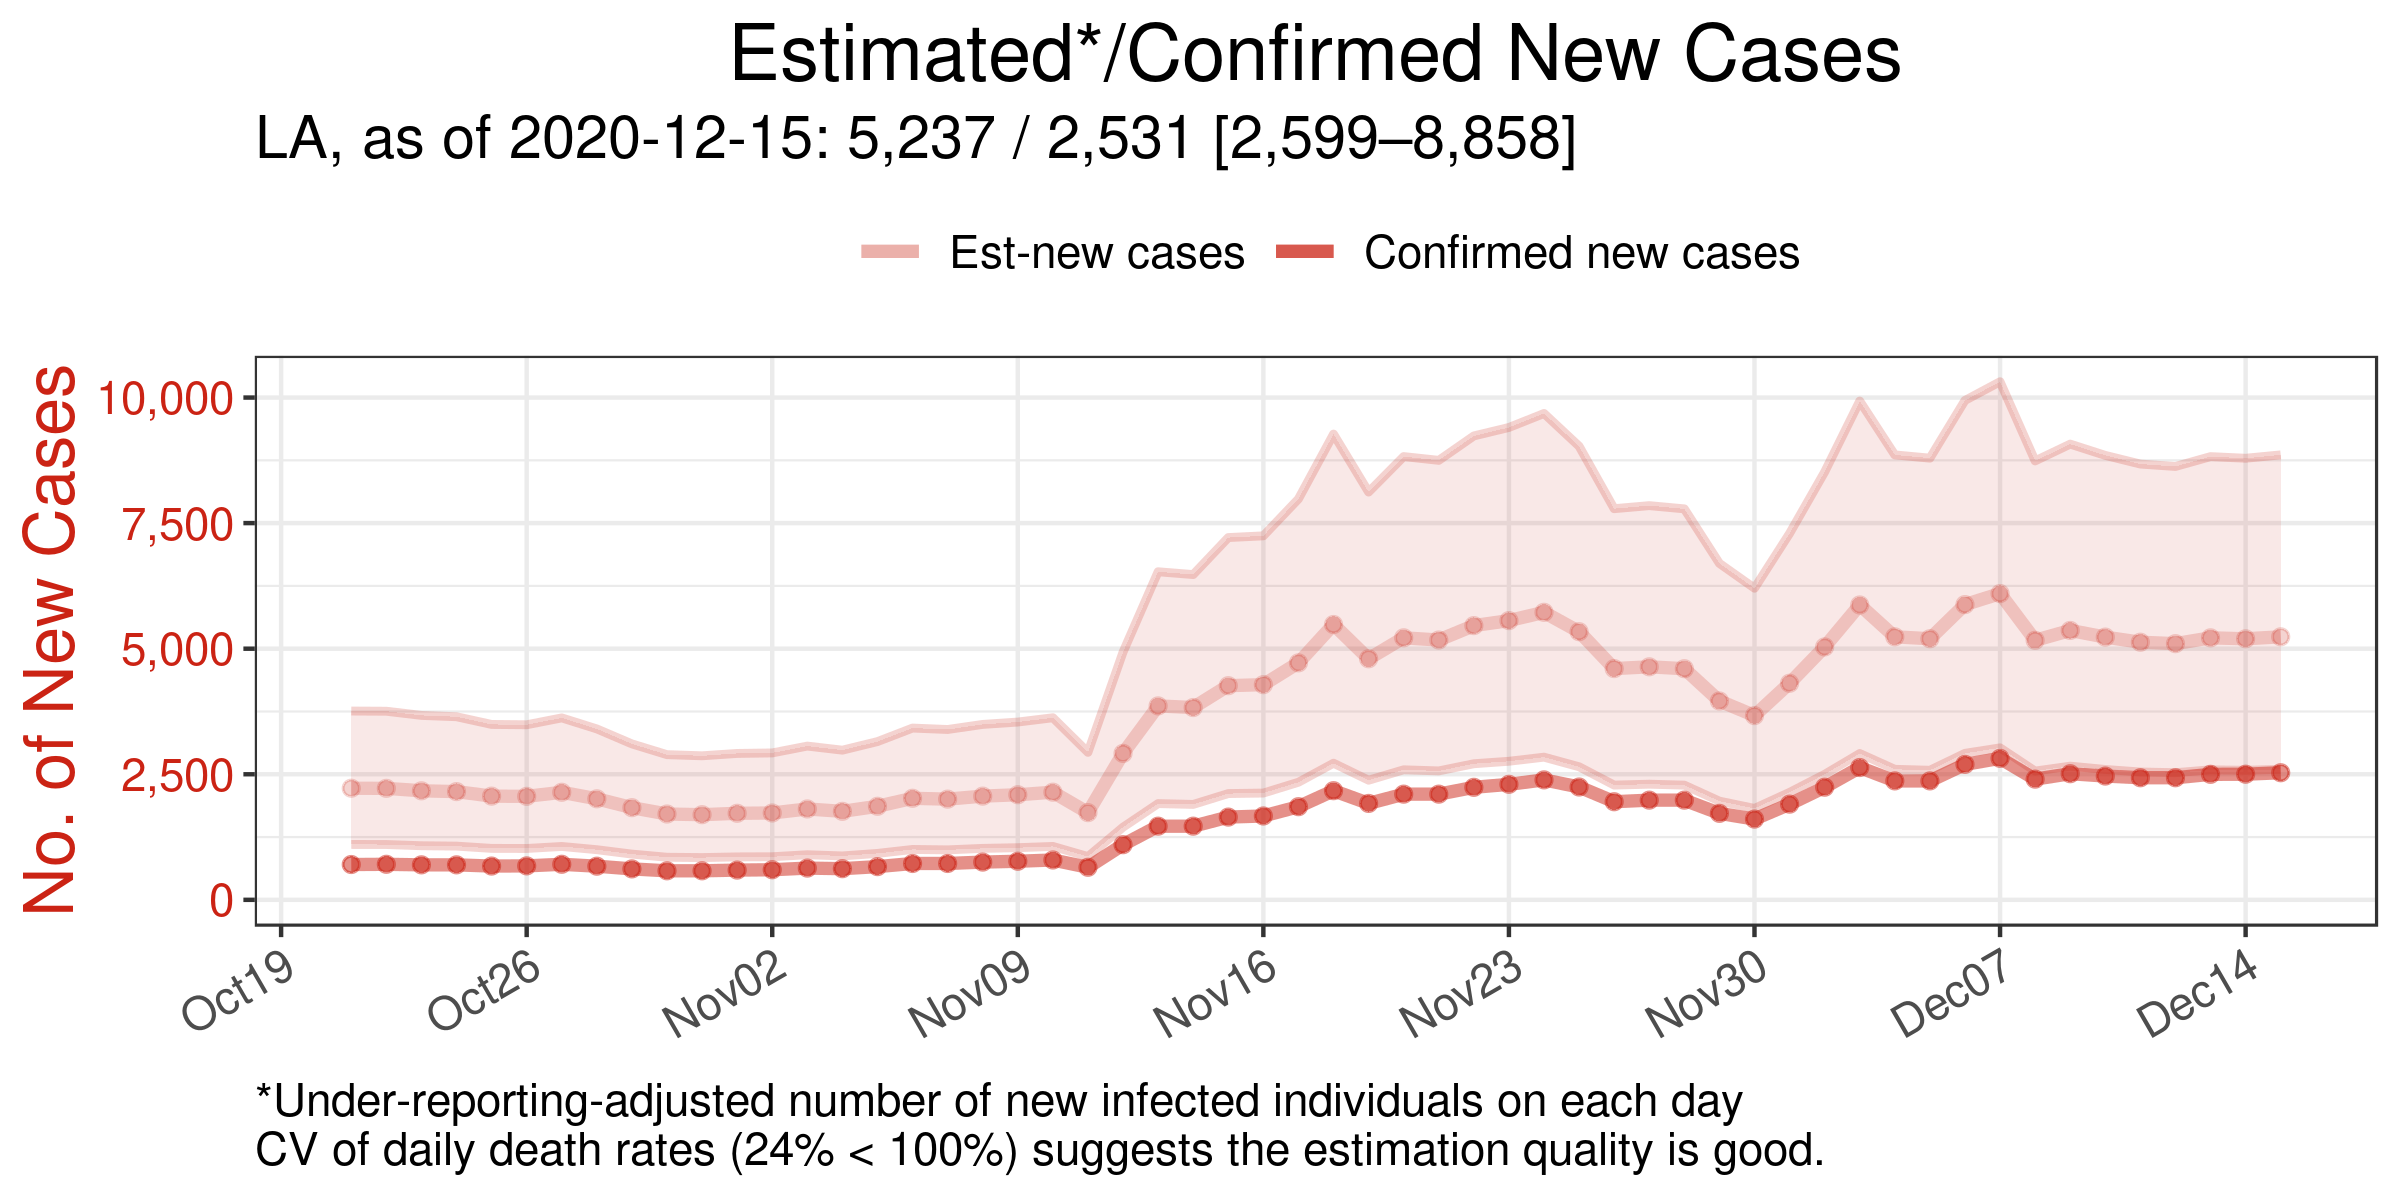 Estimated*/Confirmed New Cases
LA, as of 2020-12-15: 5,237 / 2,531 [2,599–8,858]
Est-new cases Confirmed new cases
No. of New Cases
10,000
7,500
5,000
2,500
0
Oct19 Oct26 Nov02 Nov09 Nov16 Nov23 Nov30 Dec07 Dec14
*Under-reporting-adjusted number of new infected individuals on each day
CV of daily death rates (24% < 100%) suggests the estimation quality is good.